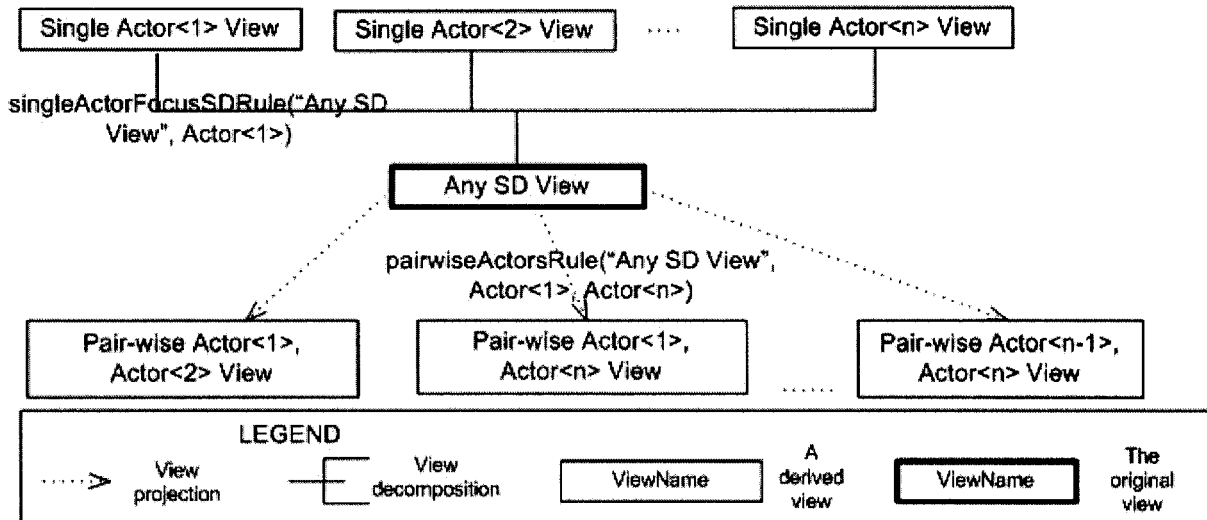 Single Actor<1> View
Single Actor<2> View
.....
Single Actor<n> View
singleActorFocusSDRule("Any SD
View", Actor<1>)
Any SD View
pairwiseActorsRule("Any SD View",
Actor<1>, Actor<n>)
Pair-wise Actor<1>,
Actor<2> View
Pair-wise Actor<1>,
Actor<n> View
......
Pair-wise Actor<n-1>,
Actor<n> View
LEGEND
View
projection
View
decomposition
ViewName
A
derived
view
ViewName
The
original
view